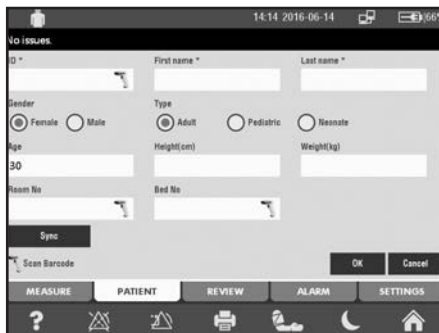 14:14 2016-06-14 66%
No issues.
ID * First name * Last name *
Gender Type
Female Male Adult Pediatric Neonate
Age Height(cm) Weight(kg)
30
Room No Bed No
Sync
Scan Barcode OK Cancel
MEASURE PATIENT REVIEW ALARM SETTINGS
?